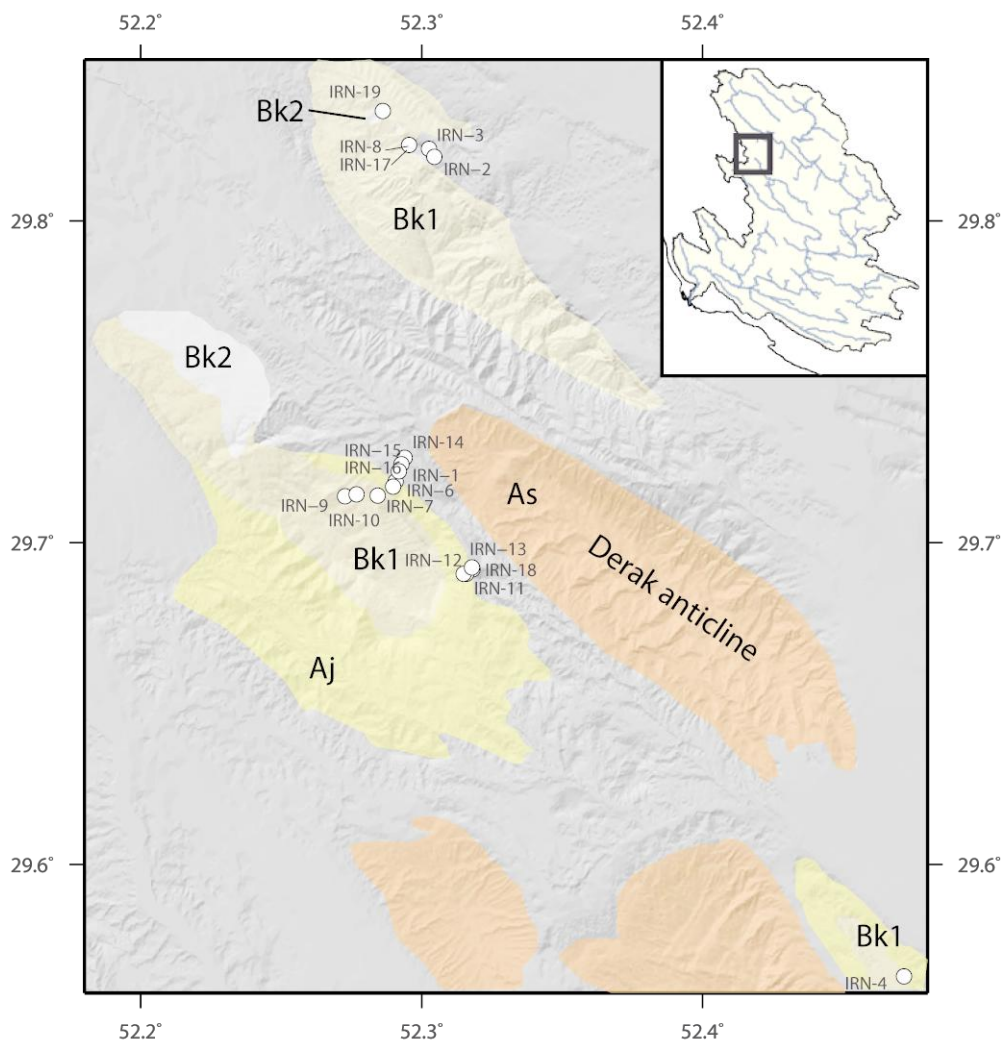 52.2° 52.3° 52.4°
IRN-19
Bk2
IRN−3
IRN−8
IRN−17
IRN−2
29.8° 29.8°
Bk1
Bk2
IRN−15 IRN-14
IRN−16
IRN−1
IRN−6
IRN−9 IRN−7
IRN-10
As
29.7° 29.7°
IRN−13
Bk1 IRN−12
IRN−18
IRN−11
Derak anticline
Aj
29.6° 29.6°
Bk1
IRN−4
52.2° 52.3° 52.4°